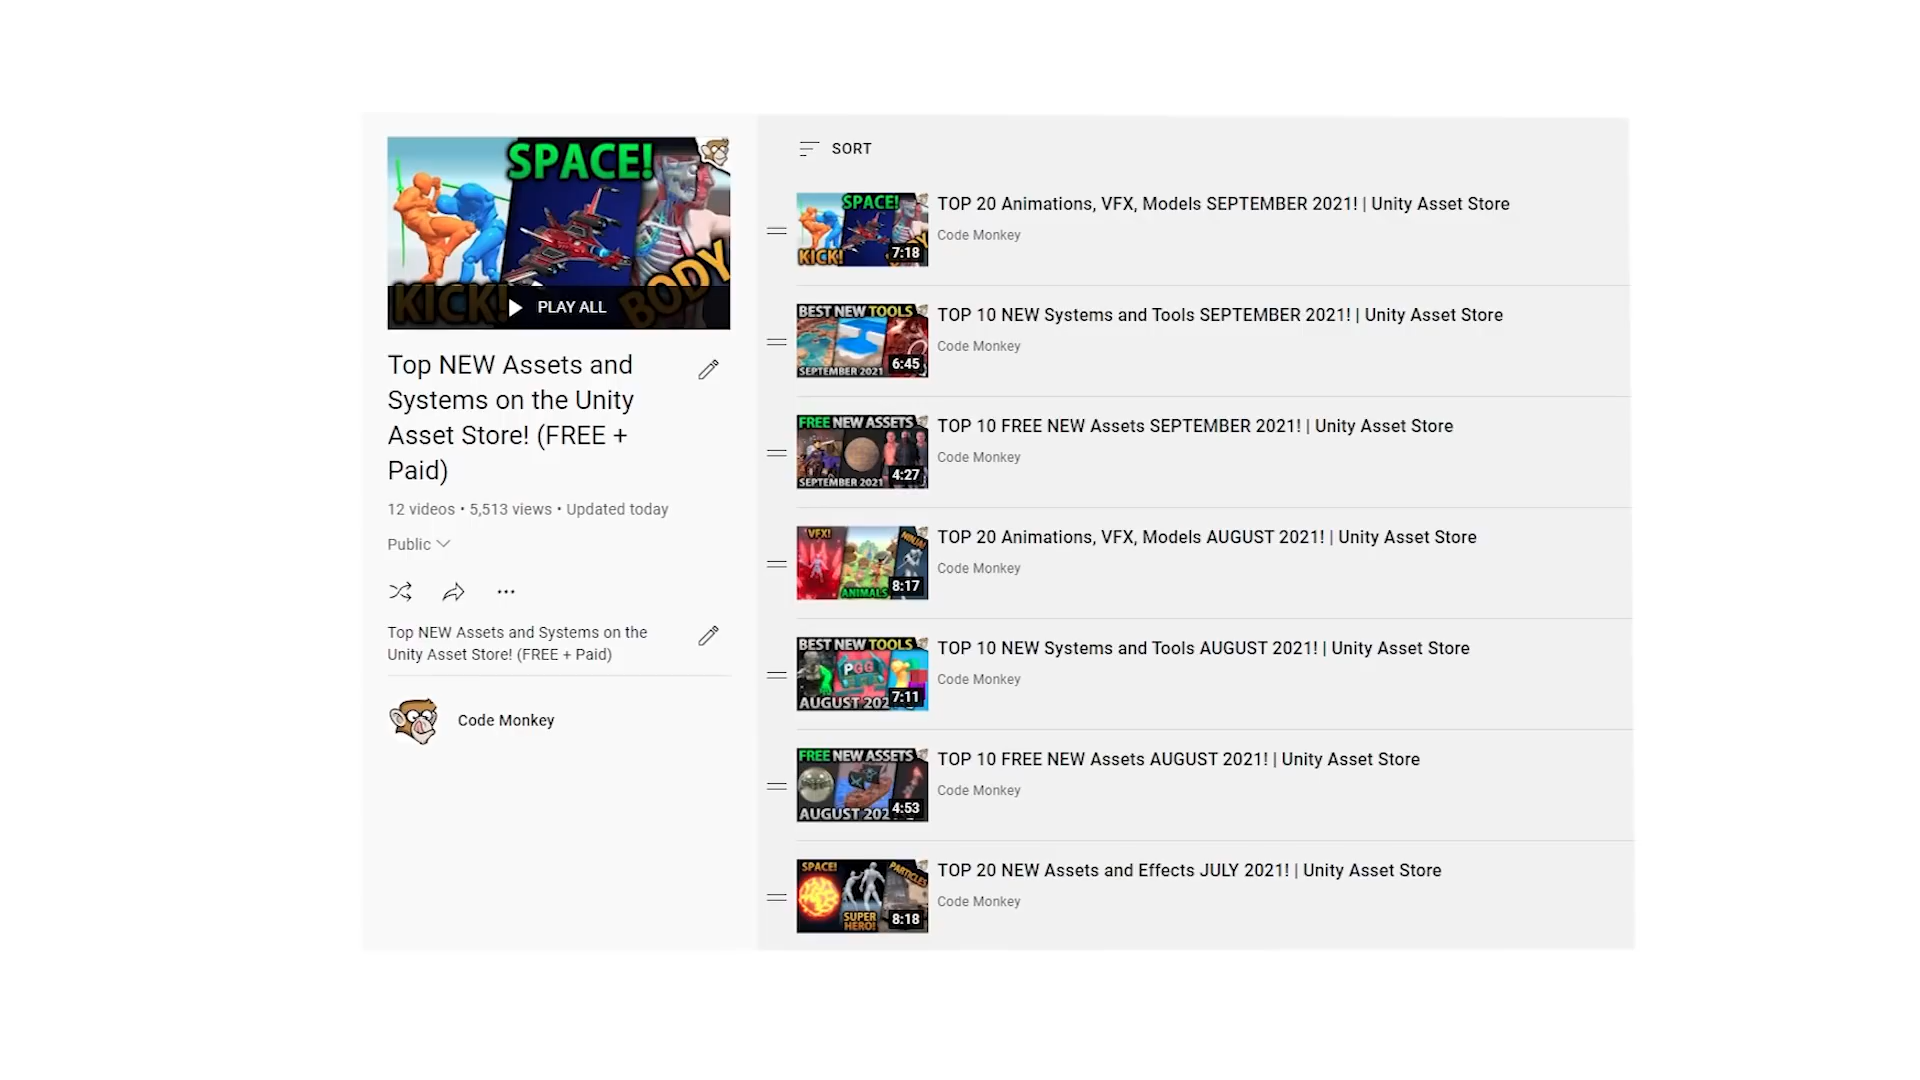 SPACE!
KICK!
BODY
PLAY ALL
Top NEW Assets and
Systems on the Unity
Asset Store! (FREE +
Paid)
12 videos • 5,513 views • Updated today
Public
Top NEW Assets and Systems on the
Unity Asset Store! (FREE + Paid)
Code Monkey
SORT
SPACE!
KICK!
7:18
TOP 20 Animations, VFX, Models SEPTEMBER 2021! | Unity Asset Store
Code Monkey
BEST NEW TOOLS
6:45
SEPTEMBER 2021
TOP 10 NEW Systems and Tools SEPTEMBER 2021! | Unity Asset Store
Code Monkey
FREE NEW ASSETS
4:27
SEPTEMBER 2021
TOP 10 FREE NEW Assets SEPTEMBER 2021! | Unity Asset Store
Code Monkey
VFX!
NINJA!
ANIMALS
8:17
TOP 20 Animations, VFX, Models AUGUST 2021! | Unity Asset Store
Code Monkey
BEST NEW TOOLS
PGG
7:11
AUGUST 202
TOP 10 NEW Systems and Tools AUGUST 2021! | Unity Asset Store
Code Monkey
FREE NEW ASSETS
4:53
AUGUST 202
TOP 10 FREE NEW Assets AUGUST 2021! | Unity Asset Store
Code Monkey
SPACE!
PARTICLES
SUPER
HERO!
8:18
TOP 20 NEW Assets and Effects JULY 2021! | Unity Asset Store
Code Monkey